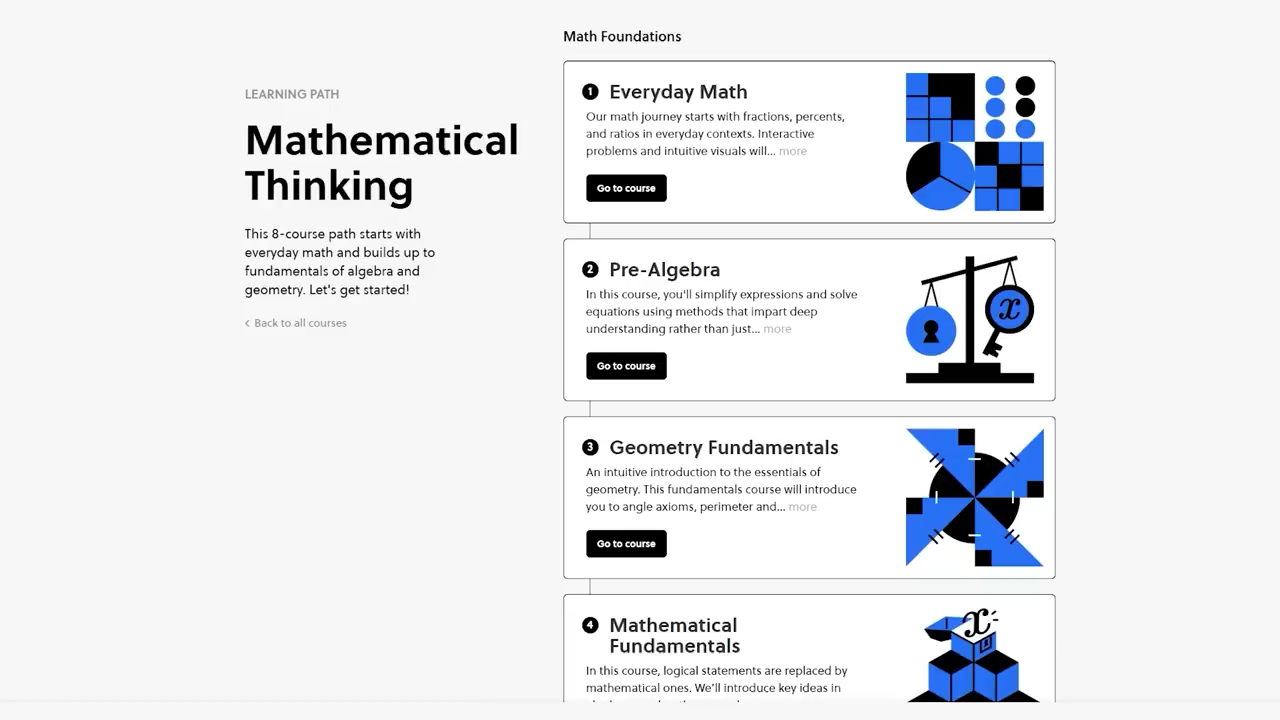 LEARNING PATH
Mathematical
Thinking
This 8-course path starts with
everyday math and builds up to
fundamentals of algebra and
geometry. Let's get started!
Back to all courses
Math Foundations
1 Everyday Math
Our math journey starts with fractions, percents,
and ratios in everyday contexts. Interactive
problems and intuitive visuals will... more
Go to course
2 Pre-Algebra
In this course, you'll simplify expressions and solve
equations using methods that impart deep
understanding rather than just... more
Go to course
x
3 Geometry Fundamentals
An intuitive introduction to the essentials of
geometry. This fundamentals course will introduce
you to angle axioms, perimeter and... more
Go to course
4 Mathematical
Fundamentals
In this course, logical statements are replaced by
mathematical ones. We'll introduce key ideas in
x